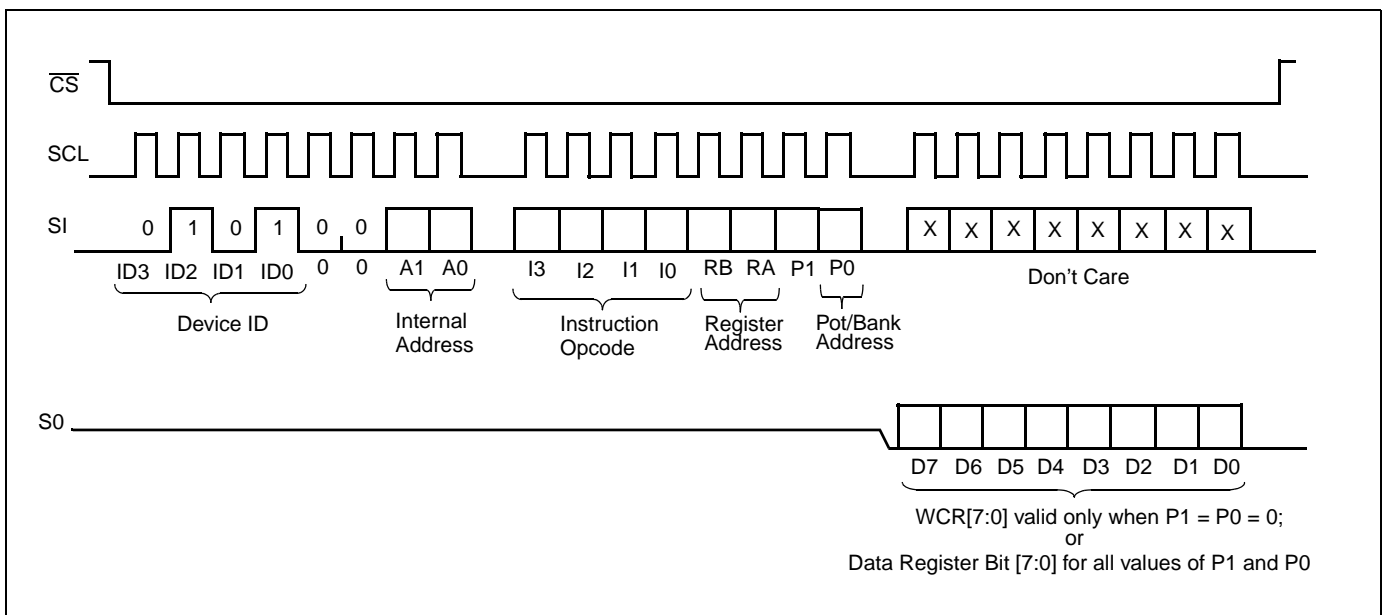 CS
SCL
SI 0 1 0 1 0 0 X X X X X X X X
ID3 ID2 ID1 ID0 0 0 A1 A0 I3 I2 I1 I0 RB RA P1 P0 Don't Care
Device ID
Internal
Address
Instruction
Opcode
Register
Address
Pot/Bank
Address
S0
D7 D6 D5 D4 D3 D2 D1 D0
WCR[7:0] valid only when P1 = P0 = 0;
or
Data Register Bit [7:0] for all values of P1 and P0